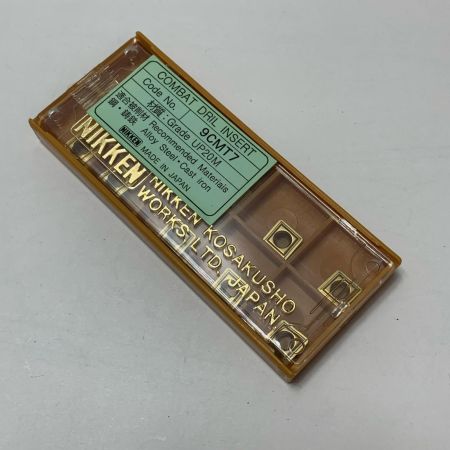 COMBAT DRIL INSERT
Code No. 9CMT7
材質:Grade UP20M
適合被削材 Recommended Materials
鋼・鋳鉄 Alloy Steel・Cast Iron
NIKKEN MADE IN JAPAN
NIKKEN
NIKKEN KOSAKUSHO
WORKS, LTD. JAPAN